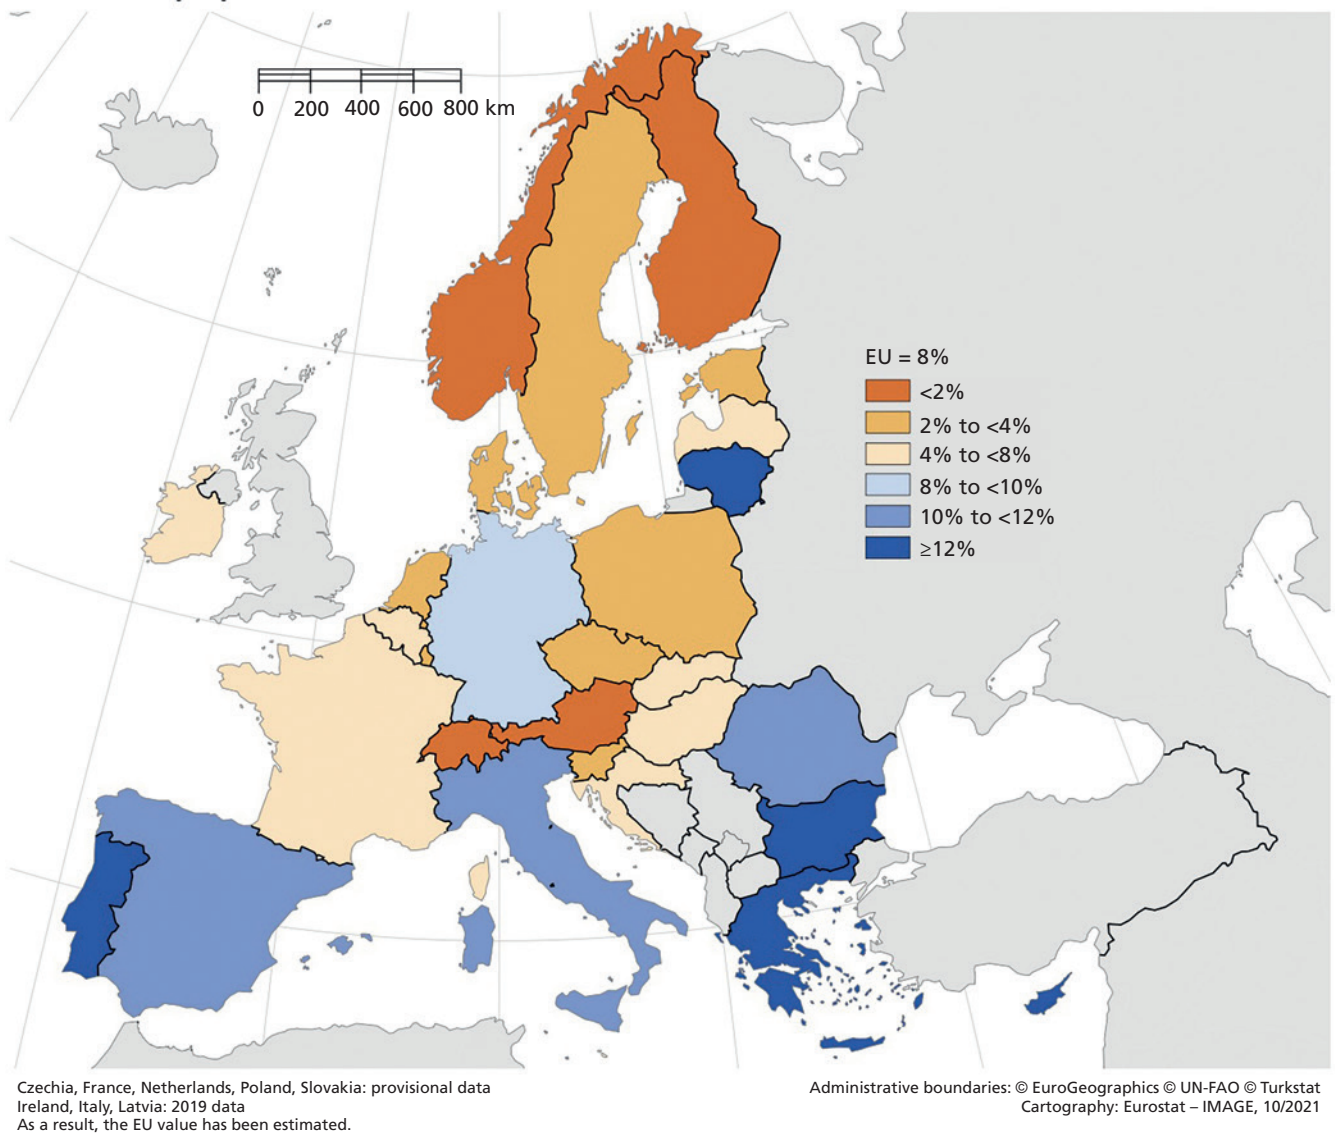 0 200 400 600 800 km
EU = 8%
<2%
2% to <4%
4% to <8%
8% to <10%
10% to <12%
≥12%
Czechia, France, Netherlands, Poland, Slovakia: provisional data
Ireland, Italy, Latvia: 2019 data
As a result, the EU value has been estimated.
Administrative boundaries: © EuroGeographics © UN-FAO © Turkstat
Cartography: Eurostat – IMAGE, 10/2021